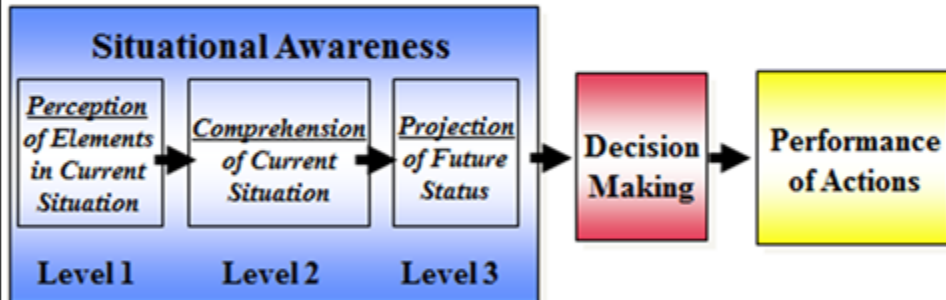 Situational Awareness
Perception
of Elements
in Current
Situation
Comprehension
of Current
Situation
Projection
of Future
Status
Level 1
Level 2
Level 3
Decision
Making
Performance
of Actions